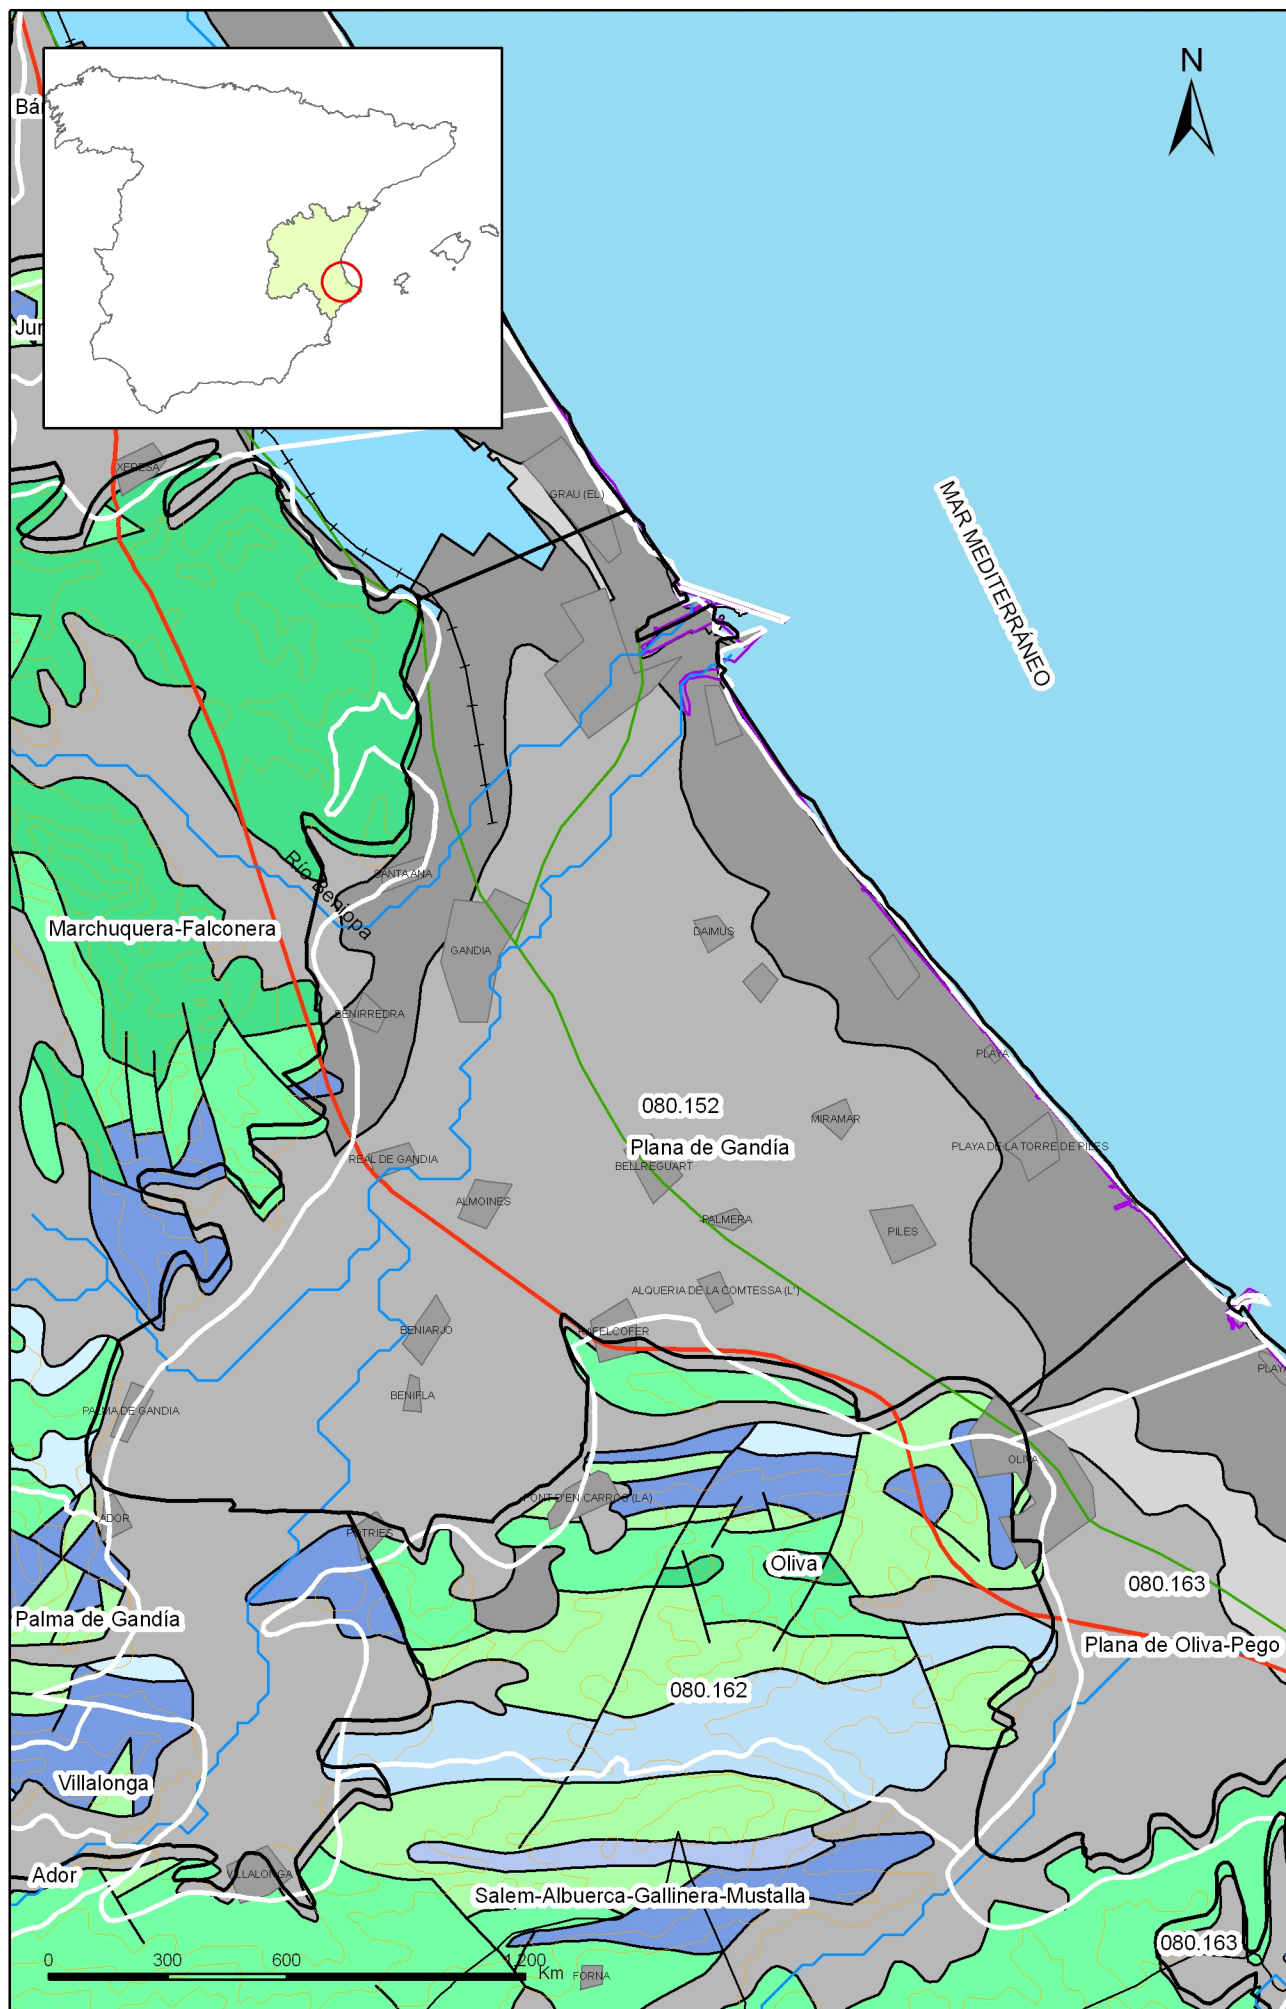 N
Bá
Jur
XERESA
GRAU (EL)
MAR MEDITERRÁNEO
Río Beniopa
SANTA ANA
Marchuquera-Falconera
GANDIA
DAIMUS
BENIRREDRA
PLAYA
080.152
MIRAMAR
Plana de Gandía
PLAYA DE LA TORRE DE PILES
REAL DE GANDIA
BELLREGUART
ALMOINES
PALMERA
PILES
ALQUERIA DE LA COMTESSA (L')
BENIARJO
RAFELCOFER
PLAYA
BENIFLA
PALMA DE GANDIA
OLIVA
FONT D'EN CARROS (LA)
ADOR
POTRIES
Oliva
080.163
Palma de Gandía
Plana de Oliva-Pego
080.162
Villalonga
Ador
VILLALONGA
Salem-Albuerca-Gallinera-Mustalla
080.163
0 300 600 1.200
Km
FORNA